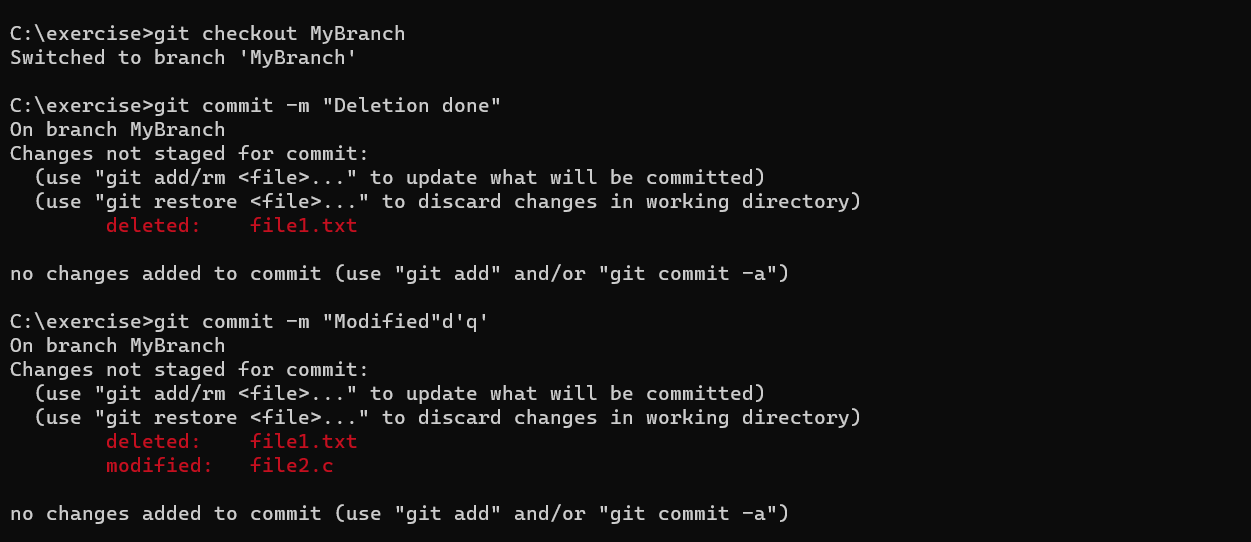 C:\exercise>git checkout MyBranch
Switched to branch 'MyBranch'
C:\exercise>git commit -m "Deletion done"
On branch MyBranch
Changes not staged for commit:
  (use "git add/rm <file>..." to update what will be committed)
  (use "git restore <file>..." to discard changes in working directory)
        deleted:    file1.txt
no changes added to commit (use "git add" and/or "git commit -a")
C:\exercise>git commit -m "Modified"d'q'
On branch MyBranch
Changes not staged for commit:
  (use "git add/rm <file>..." to update what will be committed)
  (use "git restore <file>..." to discard changes in working directory)
        deleted:    file1.txt
        modified:   file2.c
no changes added to commit (use "git add" and/or "git commit -a")